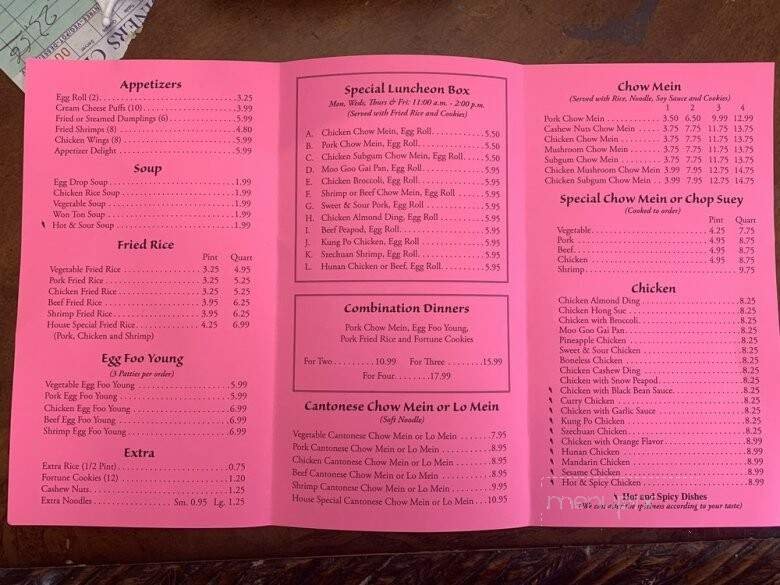 Appetizers
Egg Roll (2) 3.25
Cream Cheese Puffs (10) 3.99
Fried or Steamed Dumplings (6) 5.99
Fried Shrimps (8) 4.80
Chicken Wings (8) 5.99
Appetizer Delight 5.99
Soup
Egg Drop Soup 1.99
Chicken Rice Soup 1.99
Vegetable Soup 1.99
Won Ton Soup 1.99
Hot & Sour Soup 1.99
Fried Rice
Pint Quart
Vegetable Fried Rice 3.25 4.95
Pork Fried Rice 3.25 5.25
Chicken Fried Rice 3.25 5.25
Beef Fried Rice 3.95 6.25
Shrimp Fried Rice 3.95 6.25
House Special Fried Rice 4.25 6.99
(Pork, Chicken and Shrimp)
Egg Foo Young
(3 Patties per order)
Vegetable Egg Foo Young 5.99
Pork Egg Foo Young 5.99
Chicken Egg Foo Young 6.99
Beef Egg Foo Young 6.99
Shrimp Egg Foo Young 6.99
Extra
Extra Rice (1/2 Pint) 0.75
Fortune Cookies (12) 1.20
Cashew Nuts 1.25
Extra Noodles Sm. 0.95 Lg. 1.25
Special Luncheon Box
Mon, Weds, Thurs & Fri: 11:00 a.m. - 2:00 p.m.
(Served with Fried Rice and Cookies)
A. Chicken Chow Mein, Egg Roll 5.50
B. Pork Chow Mein, Egg Roll 5.50
C. Chicken Subgum Chow Mein, Egg Roll 5.50
D. Moo Goo Gai Pan, Egg Roll 5.95
E. Chicken Broccoli, Egg Roll 5.95
F. Shrimp or Beef Chow Mein, Egg Roll 5.95
G. Sweet & Sour Pork, Egg Roll 5.95
H. Chicken Almond Ding, Egg Roll 5.95
I. Beef Peapod, Egg Roll 5.95
J. Kung Po Chicken, Egg Roll 5.95
K. Szechuan Shrimp, Egg Roll 5.95
L. Hunan Chicken or Beef, Egg Roll 5.95
Combination Dinners
Pork Chow Mein, Egg Foo Young,
Pork Fried Rice and Fortune Cookies
For Two 10.99 For Three 15.99
For Four 17.99
Cantonese Chow Mein or Lo Mein
(Soft Noodle)
Vegetable Cantonese Chow Mein or Lo Mein 7.95
Pork Cantonese Chow Mein or Lo Mein 8.95
Chicken Cantonese Chow Mein or Lo Mein 8.95
Beef Cantonese Chow Mein or Lo Mein 8.95
Shrimp Cantonese Chow Mein or Lo Mein 9.95
House Special Cantonese Chow Mein or Lo Mein 10.95
Chow Mein
(Served with Rice, Noodle, Soy Sauce and Cookies)
1 2 3 4
Pork Chow Mein 3.50 6.50 9.99 12.99
Cashew Nuts Chow Mein 3.75 7.75 11.75 13.75
Chicken Chow Mein 3.75 7.75 11.75 13.75
Mushroom Chow Mein 3.75 7.75 11.75 13.75
Subgum Chow Mein 3.75 7.75 11.75 13.75
Chicken Mushroom Chow Mein 3.99 7.95 12.75 14.75
Chicken Subgum Chow Mein 3.99 7.95 12.75 14.75
Special Chow Mein or Chop Suey
(Cooked to order)
Pint Quart
Vegetable 4.25 7.75
Pork 4.95 8.75
Beef 4.95 8.75
Chicken 4.95 8.75
Shrimp 9.75
Chicken
Chicken Almond Ding 8.25
Chicken Hong Sue 8.25
Chicken with Broccoli 8.25
Moo Goo Gai Pan 8.25
Pineapple Chicken 8.25
Sweet & Sour Chicken 8.25
Boneless Chicken 8.25
Chicken Cashew Ding 8.25
Chicken with Snow Peapod 8.25
Chicken with Black Bean Sauce 8.25
Curry Chicken 8.25
Chicken with Garlic Sauce 8.25
Kung Po Chicken 8.25
Szechuan Chicken 8.25
Chicken with Orange Flavor 8.99
Hunan Chicken 8.99
Mandarin Chicken 8.99
Sesame Chicken 8.99
Hot & Spicy Chicken 8.99
Hot and Spicy Dishes
(We can alter the spiciness according to your taste)